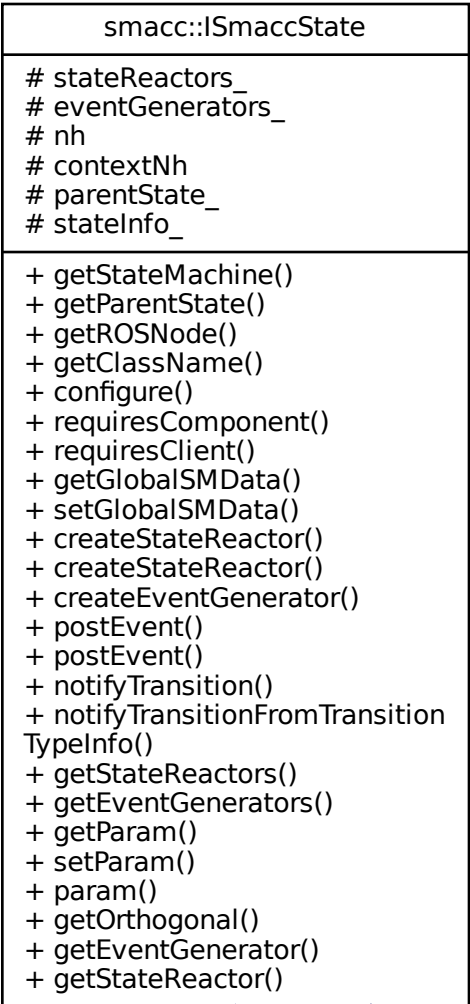 smacc::ISmaccState
# stateReactors_
# eventGenerators_
# nh
# contextNh
# parentState_
# stateInfo_
+ getStateMachine()
+ getParentState()
+ getROSNode()
+ getClassName()
+ configure()
+ requiresComponent()
+ requiresClient()
+ getGlobalSMData()
+ setGlobalSMData()
+ createStateReactor()
+ createStateReactor()
+ createEventGenerator()
+ postEvent()
+ postEvent()
+ notifyTransition()
+ notifyTransitionFromTransition
TypeInfo()
+ getStateReactors()
+ getEventGenerators()
+ getParam()
+ setParam()
+ param()
+ getOrthogonal()
+ getEventGenerator()
+ getStateReactor()